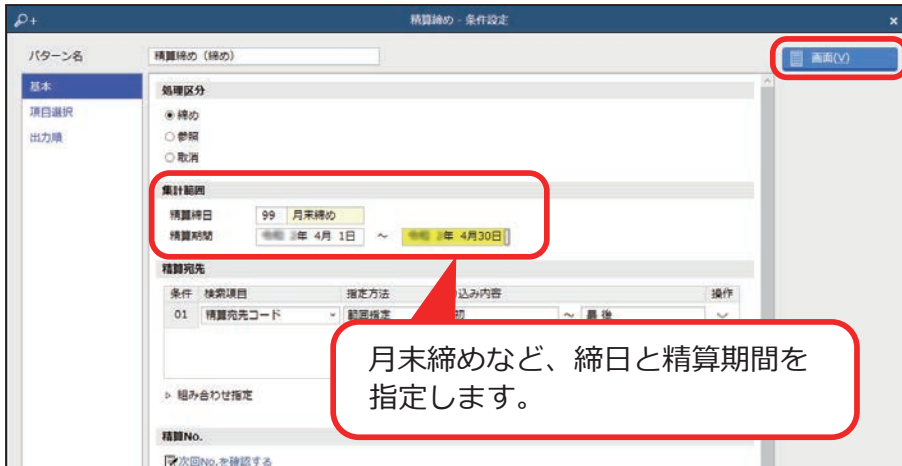 精算締め - 条件設定
パターン名 精算締め（締め） 画面(V)
基本
項目選択
出力順
処理区分
締め
参照
取消
集計範囲
精算締日 99 月末締め
精算期間 年 4月 1日 ～ 年 4月30日
精算宛先
条件 検索項目 指定方法 込み内容 操作
01 精算宛先コード 範囲指定 初 ～ 最後
月末締めなど、締日と精算期間を
指定します。
組み合わせ指定
精算No.
次回No.を確認する